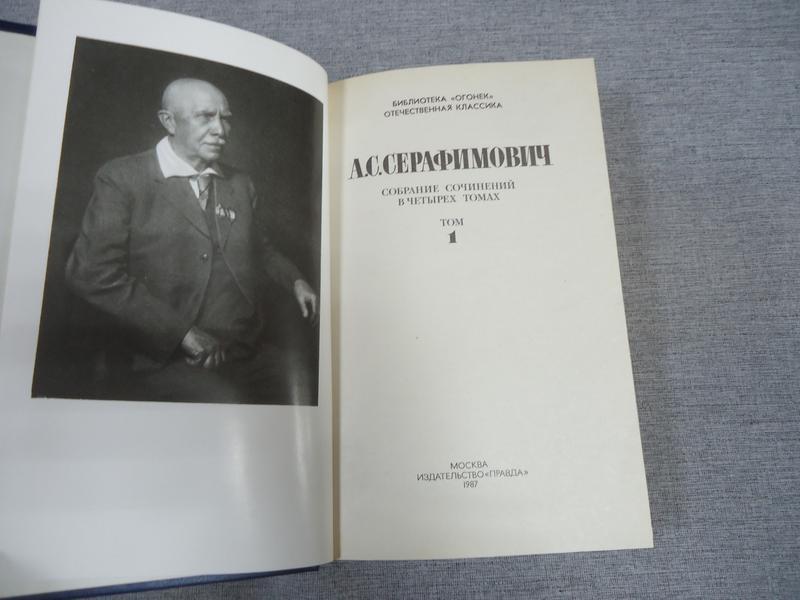 БИБЛИОТЕКА «ОГОНЕК»
ОТЕЧЕСТВЕННАЯ КЛАССИКА
А.С.СЕРАФИМОВИЧ
СОБРАНИЕ СОЧИНЕНИЙ
В ЧЕТЫРЕХ ТОМАХ
ТОМ
1
МОСКВА
ИЗДАТЕЛЬСТВО «ПРАВДА»
1987